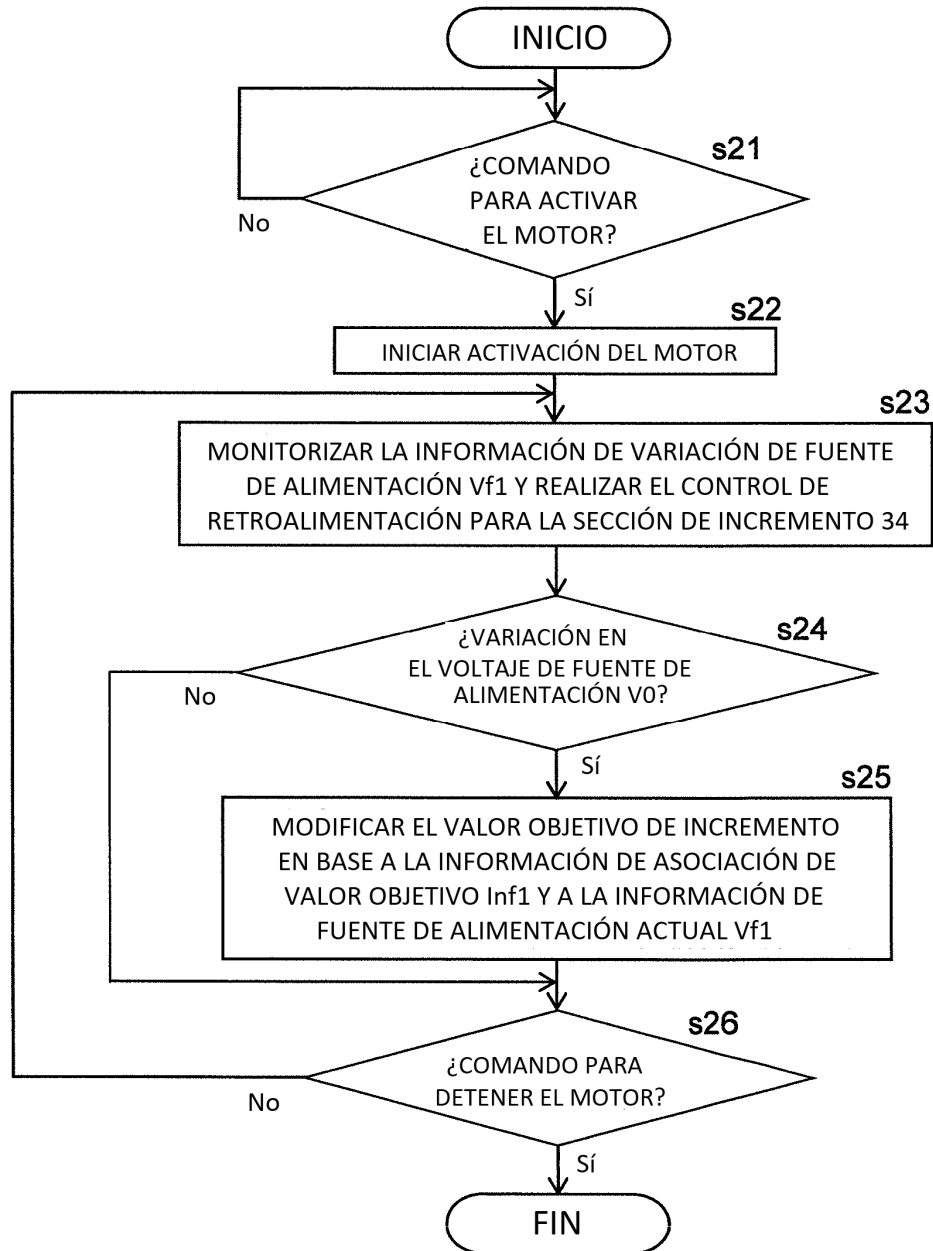 INICIO
s21
¿COMANDO
PARA ACTIVAR
EL MOTOR?
No
Sí
s22
INICIAR ACTIVACIÓN DEL MOTOR
s23
MONITORIZAR LA INFORMACIÓN DE VARIACIÓN DE FUENTE
DE ALIMENTACIÓN Vf1 Y REALIZAR EL CONTROL DE
RETROALIMENTACIÓN PARA LA SECCIÓN DE INCREMENTO 34
s24
¿VARIACIÓN EN
EL VOLTAJE DE FUENTE DE
ALIMENTACIÓN V0?
No
Sí
s25
MODIFICAR EL VALOR OBJETIVO DE INCREMENTO
EN BASE A LA INFORMACIÓN DE ASOCIACIÓN DE
VALOR OBJETIVO Inf1 Y A LA INFORMACIÓN DE
FUENTE DE ALIMENTACIÓN ACTUAL Vf1
s26
¿COMANDO PARA
DETENER EL MOTOR?
No
Sí
FIN